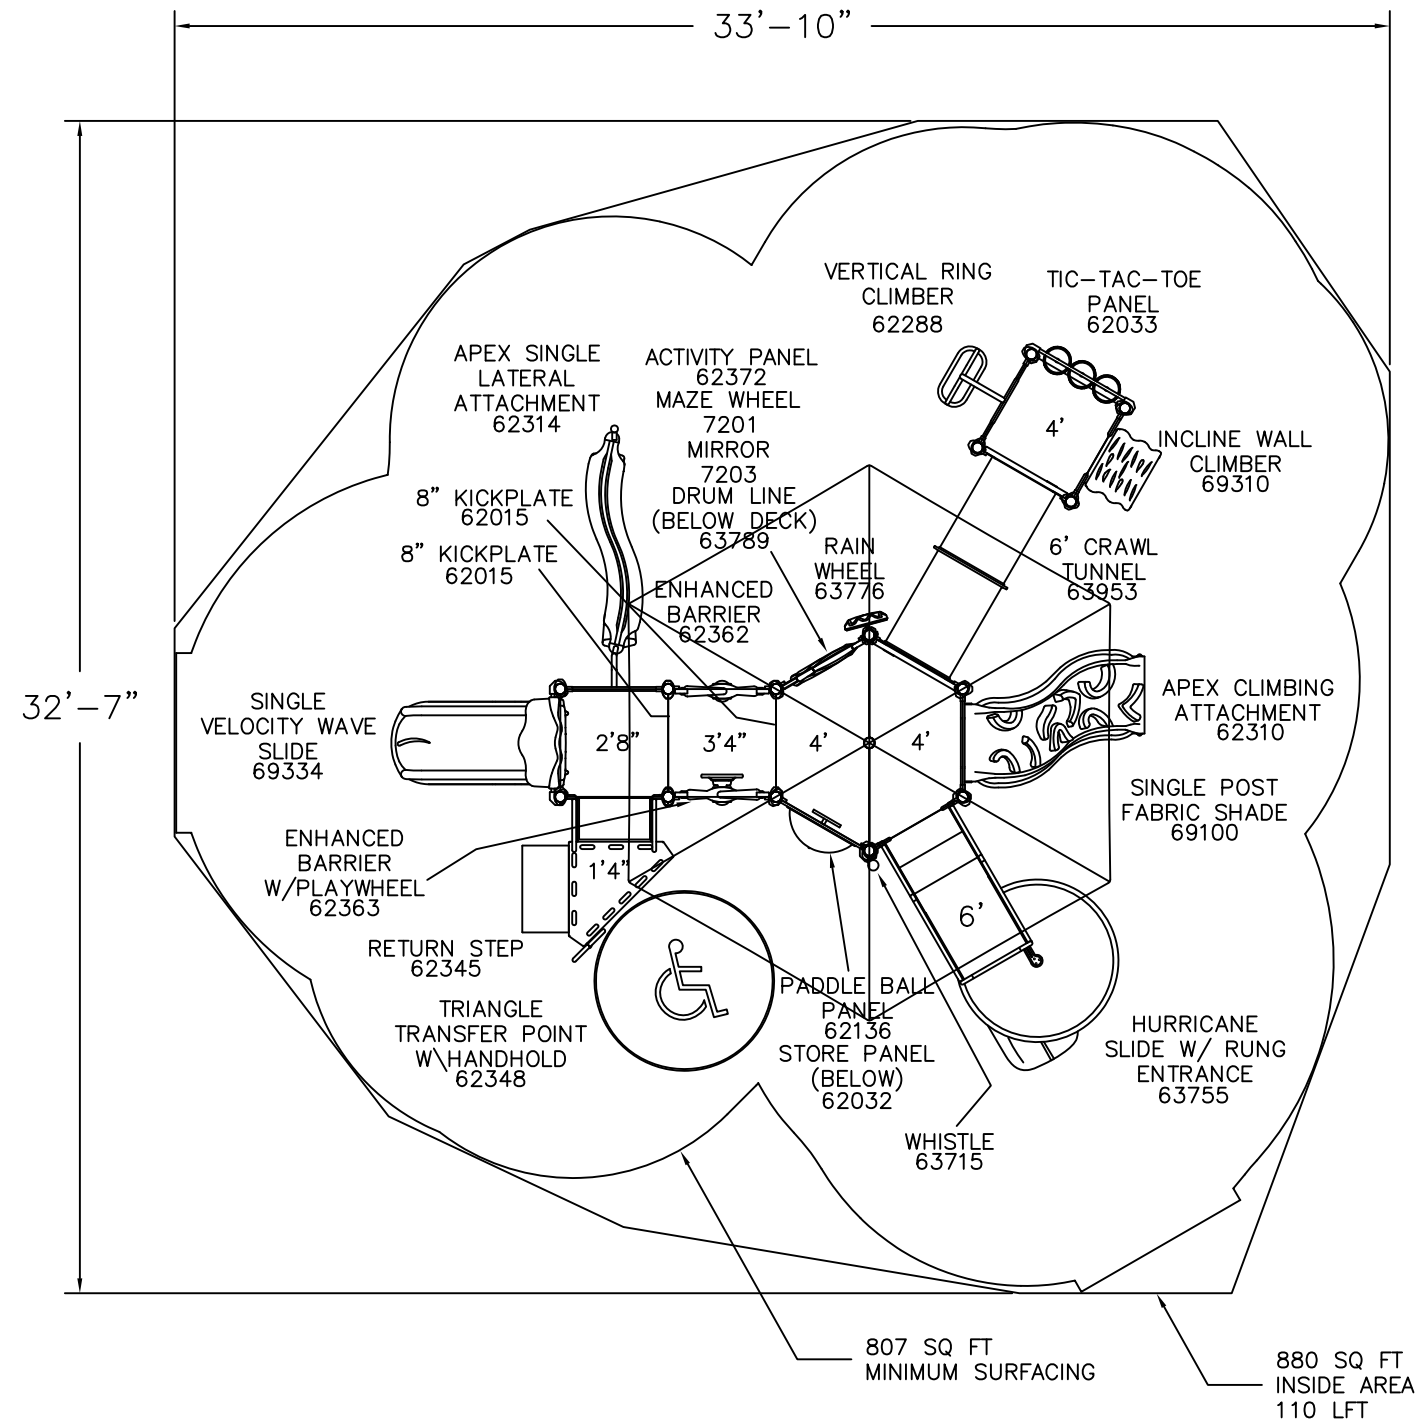 33'-10"
VERTICAL RING
CLIMBER
62288
TIC-TAC-TOE
PANEL
62033
APEX SINGLE
LATERAL
ATTACHMENT
62314
ACTIVITY PANEL
62372
MAZE WHEEL
7201
MIRROR
7203
DRUM LINE
(BELOW DECK)
63789
4'
INCLINE WALL
CLIMBER
69310
8" KICKPLATE
62015
8" KICKPLATE
62015
RAIN
WHEEL
63776
6' CRAWL
TUNNEL
63953
ENHANCED
BARRIER
62362
32'-7"
SINGLE
VELOCITY WAVE
SLIDE
69334
2'8"
3'4"
4'
4'
APEX CLIMBING
ATTACHMENT
62310
SINGLE POST
FABRIC SHADE
69100
ENHANCED
BARRIER
W/PLAYWHEEL
62363
1'4"
6'
RETURN STEP
62345
TRIANGLE
TRANSFER POINT
W\HANDHOLD
62348
PADDLE BALL
PANEL
62136
STORE PANEL
(BELOW)
62032
HURRICANE
SLIDE W/ RUNG
ENTRANCE
63755
WHISTLE
63715
807 SQ FT
MINIMUM SURFACING
880 SQ FT
INSIDE AREA
110 LFT